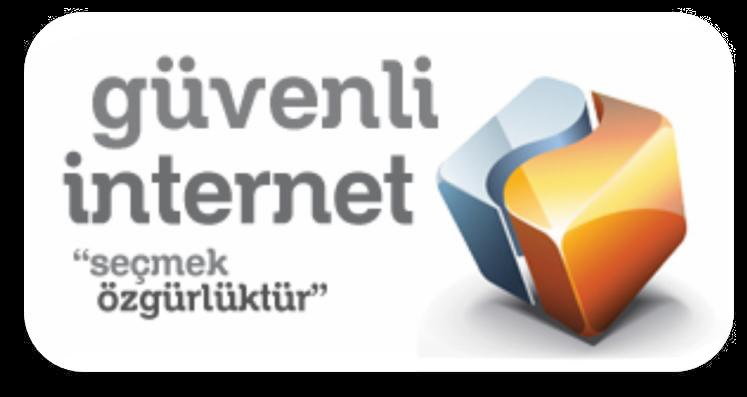 güvenli
internet
“seçmek
özgürlüktür”